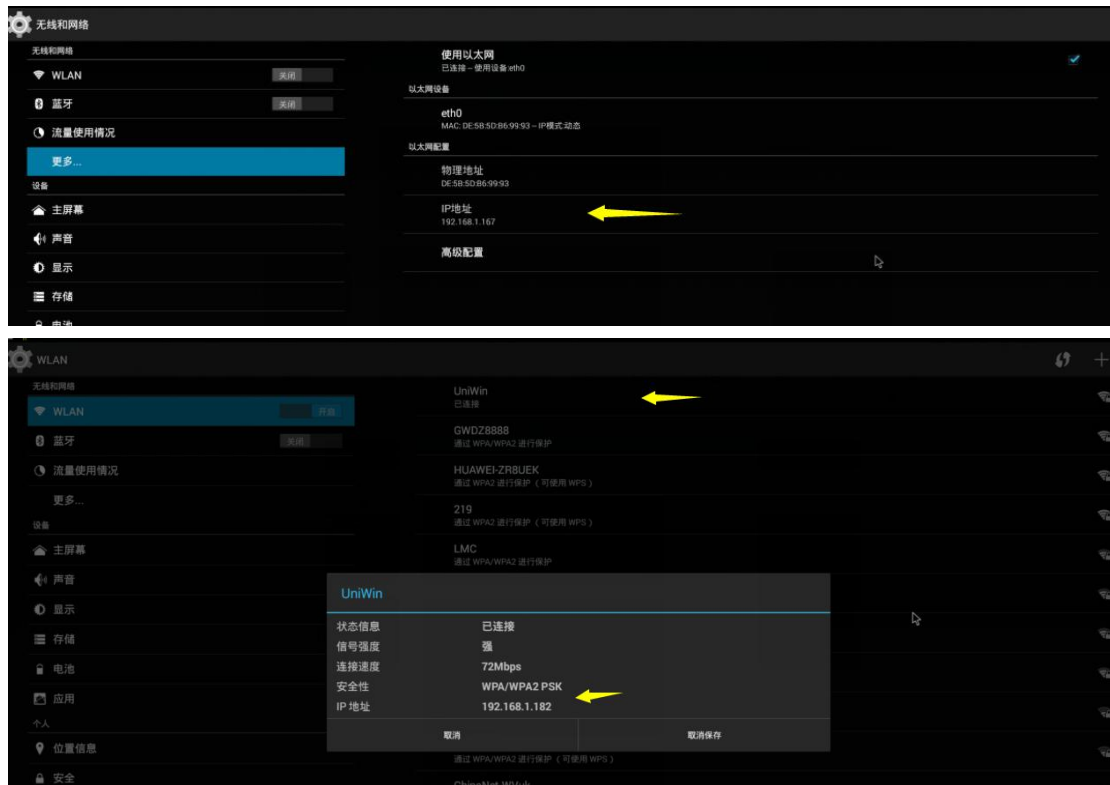 无线和网络
无线和网络
WLAN 关闭
蓝牙 关闭
流量使用情况
更多...
设备
主屏幕
声音
显示
存储
电池
使用以太网
已连接 – 使用设备:eth0
以太网设备
eth0
MAC: DE:5B:5D:B6:99:93 – IP模式:动态
以太网配置
物理地址
DE:5B:5D:B6:99:93
IP地址
192.168.1.167
高级配置
WLAN
无线和网络
WLAN 开启
蓝牙 关闭
流量使用情况
更多...
设备
主屏幕
声音
显示
存储
电池
应用
个人
位置信息
安全
UniWin
已连接
GWDZ8888
通过 WPA/WPA2 进行保护
HUAWEI-ZR8UEK
通过 WPA2 进行保护 ( 可使用 WPS )
219
通过 WPA2 进行保护 ( 可使用 WPS )
LMC
通过 WPA/WPA2 进行保护
UniWin
状态信息 已连接
信号强度 强
连接速度 72Mbps
安全性 WPA/WPA2 PSK
IP 地址 192.168.1.182
取消 取消保存
通过 WPA/WPA2 进行保护 ( 可使用 WPS )